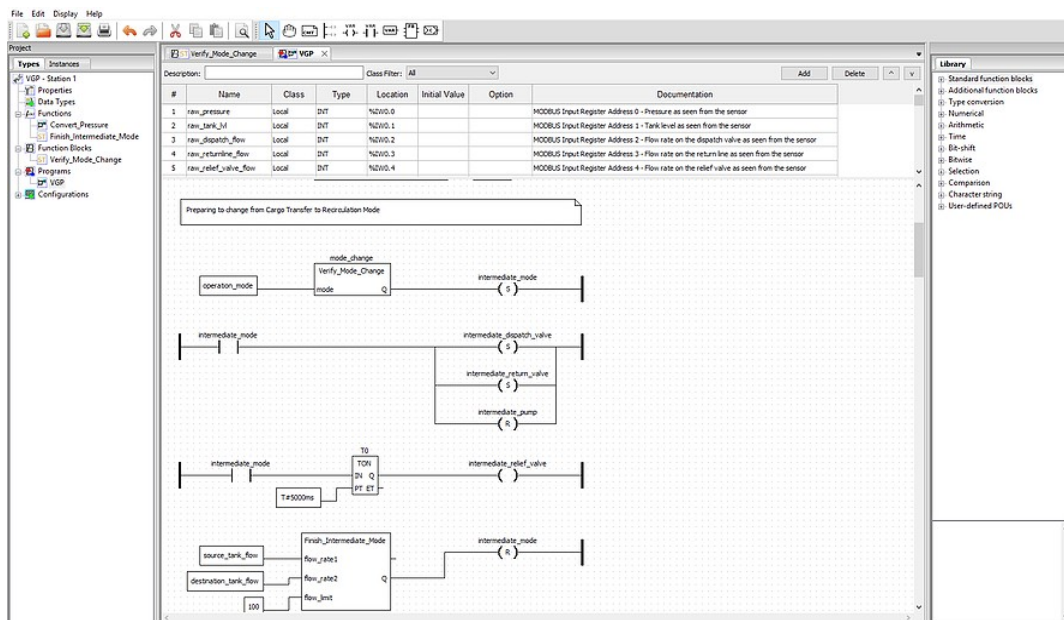 File Edit Display Help
Project
Types Instances
VGP - Station 1
Properties
Data Types
Functions
Convert_Pressure
Finish_Intermediate_Mode
Function Blocks
Verify_Mode_Change
Programs
VGP
Configurations
Verify_Mode_Change VGP
Description: Class Filter: All Add Delete
# Name Class Type Location Initial Value Option Documentation
1 raw_pressure Local INT %IW0.0 MODBUS Input Register Address 0 - Pressure as seen from the sensor
2 raw_tank_lvl Local INT %IW0.1 MODBUS Input Register Address 1 - Tank level as seen from the sensor
3 raw_dispatch_flow Local INT %IW0.2 MODBUS Input Register Address 2 - Flow rate on the dispatch valve as seen from the sensor
4 raw_returnline_flow Local INT %IW0.3 MODBUS Input Register Address 3 - Flow rate on the return line as seen from the sensor
5 raw_relief_valve_flow Local INT %IW0.4 MODBUS Input Register Address 4 - Flow rate on the relief valve as seen from the sensor
Preparing to change from Cargo Transfer to Recirculation Mode
mode_change
Verify_Mode_Change
operation_mode
mode Q
intermediate_mode
S
intermediate_mode
intermediate_dispatch_valve
S
intermediate_return_valve
S
intermediate_pump
R
intermediate_mode
T0
TON
IN Q
PT ET
T#5000ms
intermediate_relief_valve
Finish_Intermediate_Mode
source_tank_flow
flow_rate1
destination_tank_flow
flow_rate2 Q
100
flow_limit
intermediate_mode
R
Library
Standard function blocks
Additional function blocks
Type conversion
Numerical
Arithmetic
Time
Bit-shift
Bitwise
Selection
Comparison
Character string
User-defined POUs